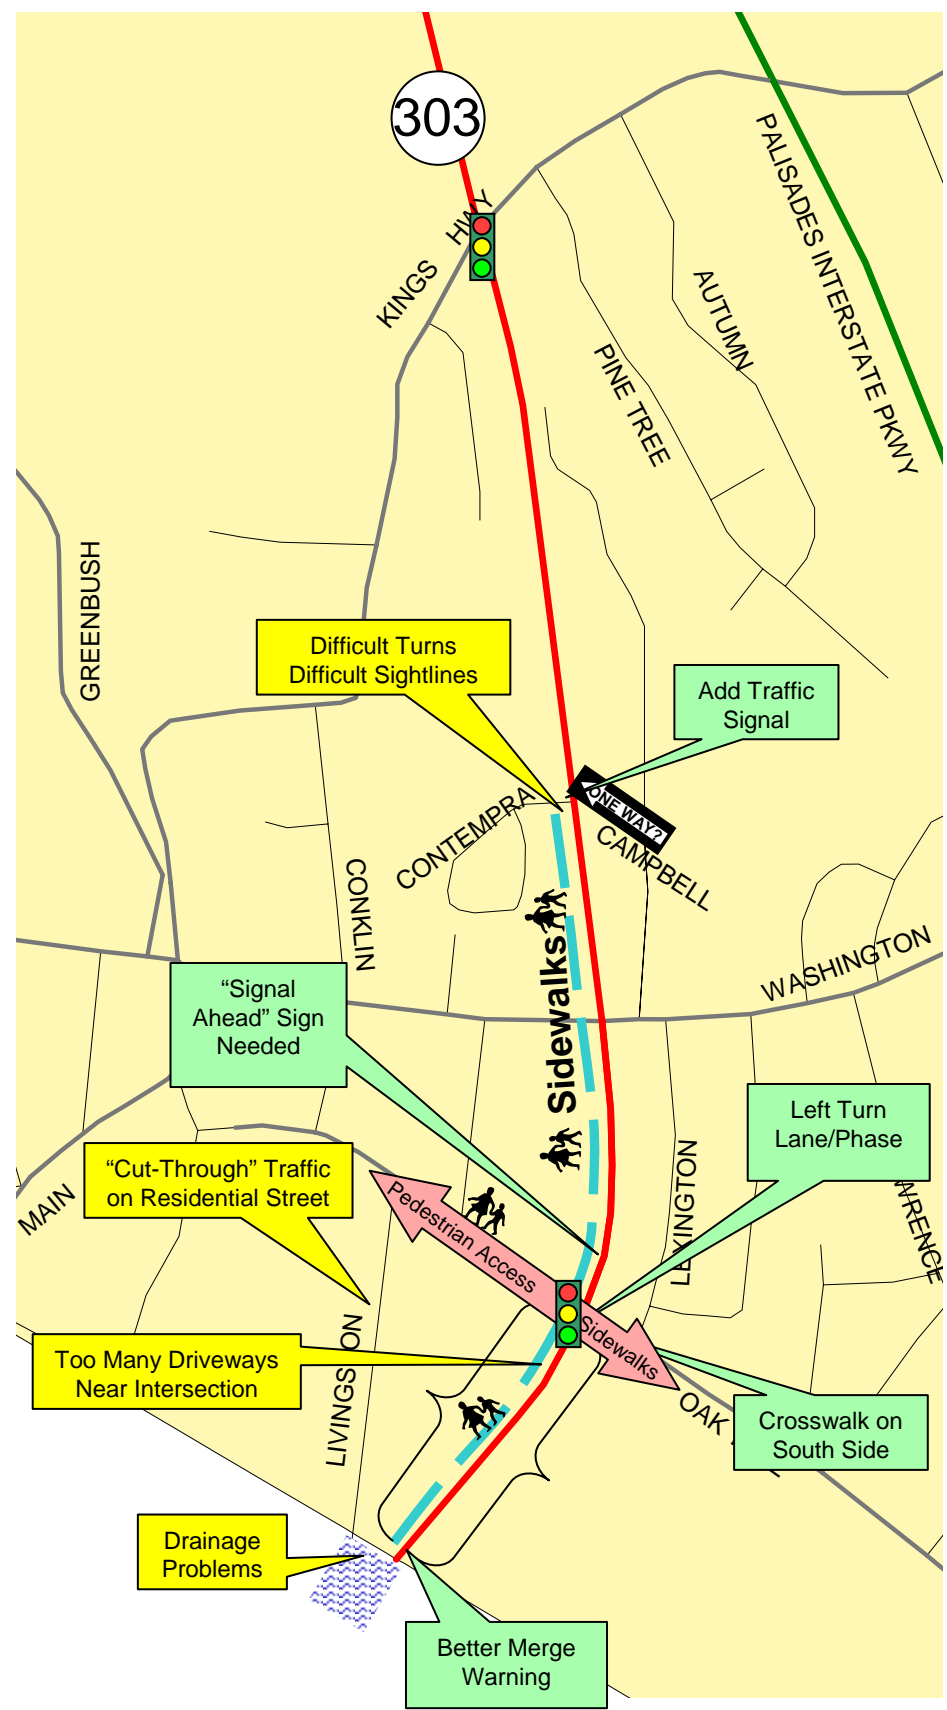 303
KINGS HWY
PALISADES INTERSTATE PKWY
AUTUMN
PINE TREE
GREENBUSH
Difficult Turns
Difficult Sightlines
Add Traffic
Signal
ONE WAY?
CONTEMPRA
CAMPBELL
CONKLIN
WASHINGTON
Sidewalks
“Signal
Ahead” Sign
Needed
Left Turn
Lane/Phase
“Cut-Through” Traffic
on Residential Street
MAIN
Pedestrian Access
LEXINGTON
WRENCE
Sidewalks
LIVINGSTON
Too Many Driveways
Near Intersection
OAK
Crosswalk on
South Side
Drainage
Problems
Better Merge
Warning